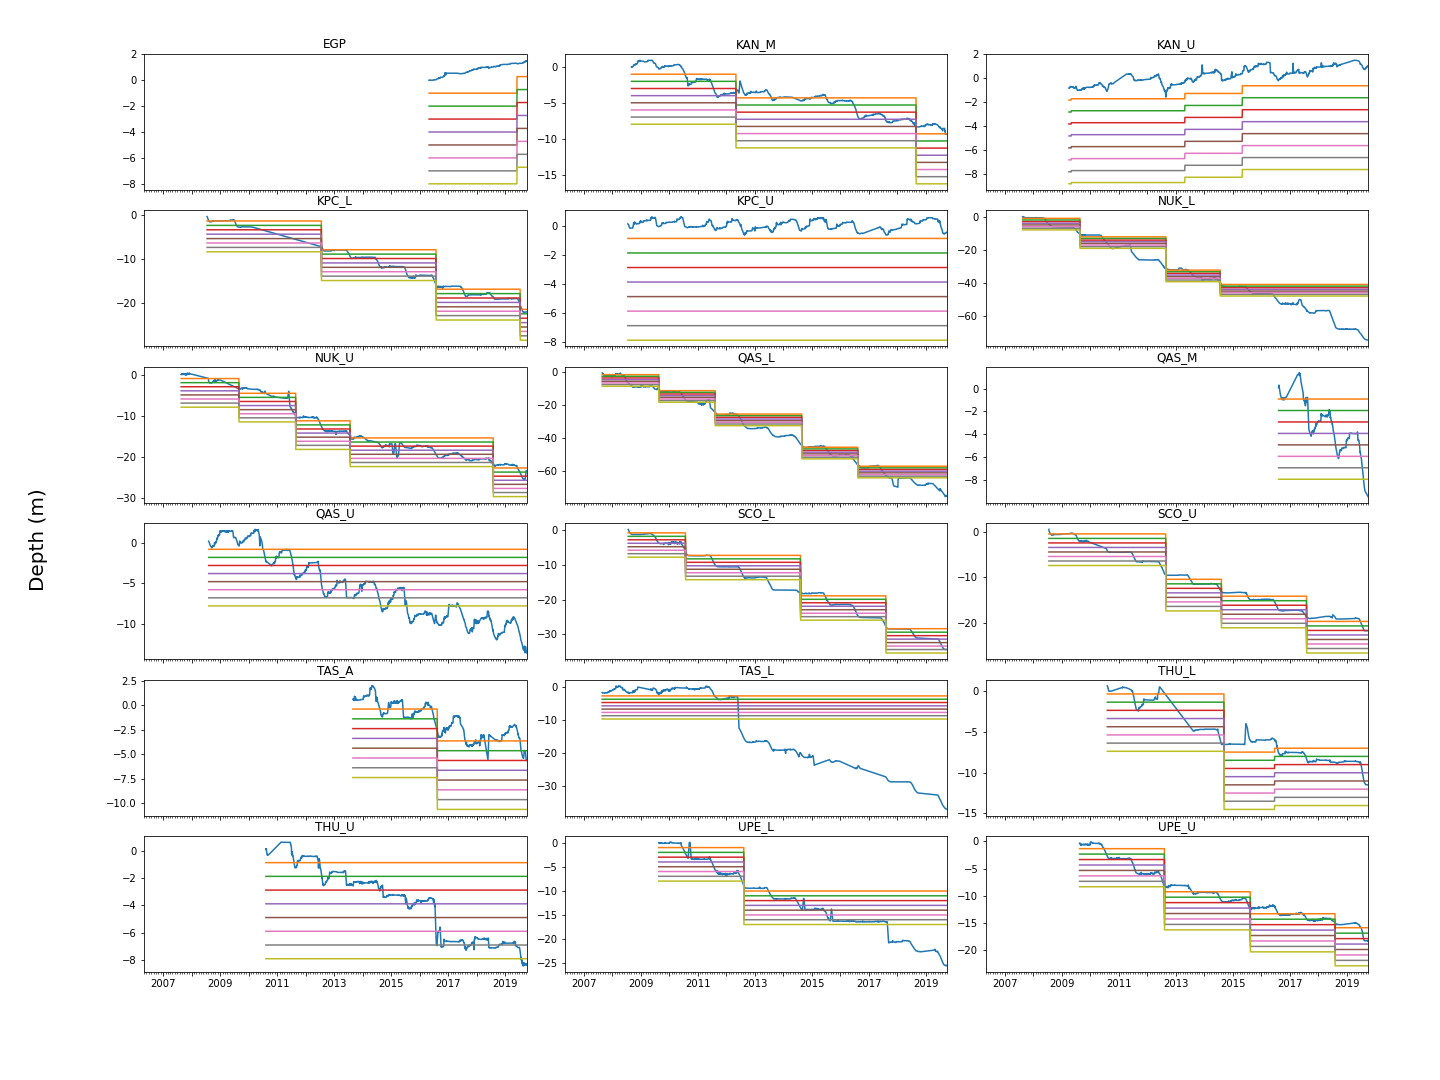 EGP KAN_M KAN_U
2 0 −2 −4 −6 −8
0 −5 −10 −15
2 0 −2 −4 −6 −8
KPC_L KPC_U NUK_L
0 −10 −20
0 −2 −4 −6 −8
0 −20 −40 −60
NUK_U QAS_L QAS_M
0 −10 −20 −30
0 −20 −40 −60
0 −2 −4 −6 −8
Depth (m)
QAS_U SCO_L SCO_U
0 −5 −10
0 −10 −20 −30
0 −10 −20
TAS_A TAS_L THU_L
2.5 0.0 −2.5 −5.0 −7.5 −10.0
0 −10 −20 −30
0 −5 −10 −15
THU_U UPE_L UPE_U
0 −2 −4 −6 −8
0 −5 −10 −15 −20 −25
0 −5 −10 −15 −20
2007 2009 2011 2013 2015 2017 2019
2007 2009 2011 2013 2015 2017 2019
2007 2009 2011 2013 2015 2017 2019